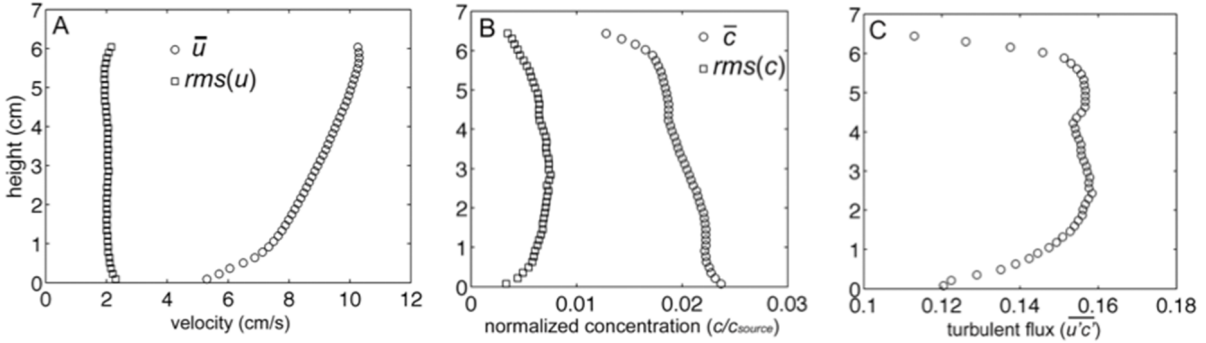 A
ū
rms(u)
height (cm)
7
6
5
4
3
2
1
0
0 2 4 6 8 10 12
velocity (cm/s)
B
c̄
rms(c)
7
6
5
4
3
2
1
0
0 0.01 0.02 0.03
normalized concentration (c/csource)
C
7
6
5
4
3
2
1
0
0.1 0.12 0.14 0.16 0.18
turbulent flux (u'c')